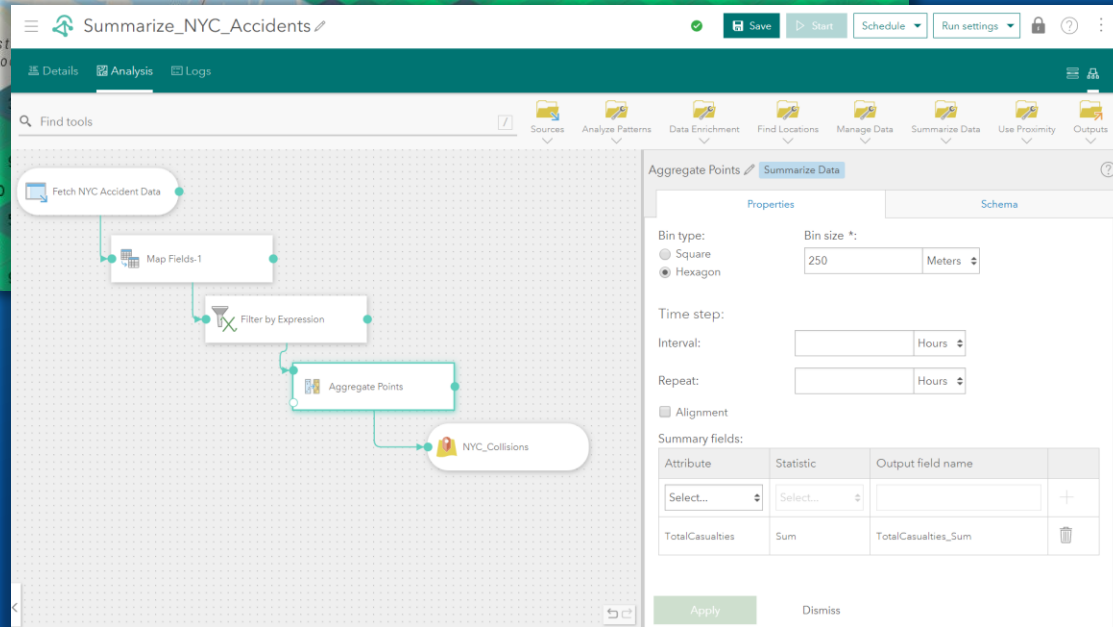 Summarize_NYC_Accidents
Save
Start
Schedule
Run settings
?
Details
Analysis
Logs
Find tools
/
Sources
Analyze Patterns
Data Enrichment
Find Locations
Manage Data
Summarize Data
Use Proximity
Outputs
Fetch NYC Accident Data
Map Fields-1
Filter by Expression
Aggregate Points
NYC_Collisions
Aggregate Points
Summarize Data
?
Properties
Schema
Bin type:
Square
Hexagon
Bin size *:
250
Meters
Time step:
Interval:
Hours
Repeat:
Hours
Alignment
Summary fields:
Attribute
Statistic
Output field name
Select...
Select...
TotalCasualties
Sum
TotalCasualties_Sum
Apply
Dismiss